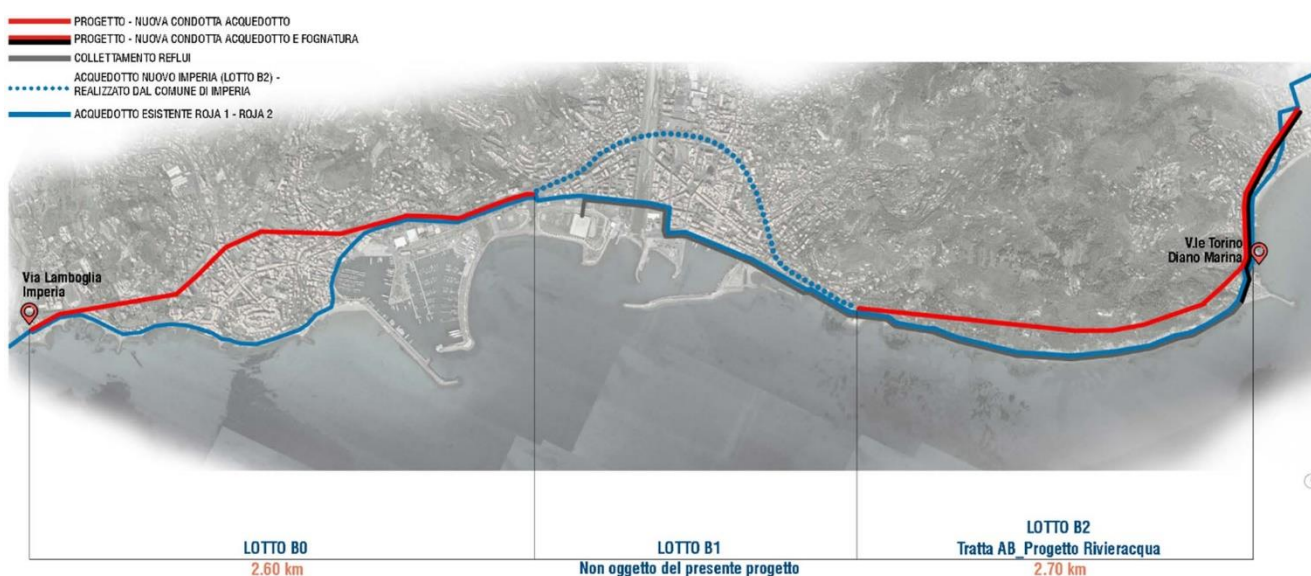 PROGETTO - NUOVA CONDOTTA ACQUEDOTTO
PROGETTO - NUOVA CONDOTTA ACQUEDOTTO E FOGNATURA
COLLETTAMENTO REFLUI
ACQUEDOTTO NUOVO IMPERIA (LOTTO B2) -
REALIZZATO DAL COMUNE DI IMPERIA
ACQUEDOTTO ESISTENTE ROJA 1 - ROJA 2
Via Lamboglia
Imperia
V.le Torino
Diano Marina
LOTTO B0
2.60 km
LOTTO B1
Non oggetto del presente progetto
LOTTO B2
Tratta AB_Progetto Rivieracqua
2.70 km